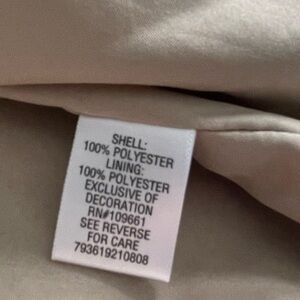 SHELL:
100% POLYESTER
LINING:
100% POLYESTER
EXCLUSIVE OF
DECORATION
RN#109661
SEE REVERSE
FOR CARE
793619210808